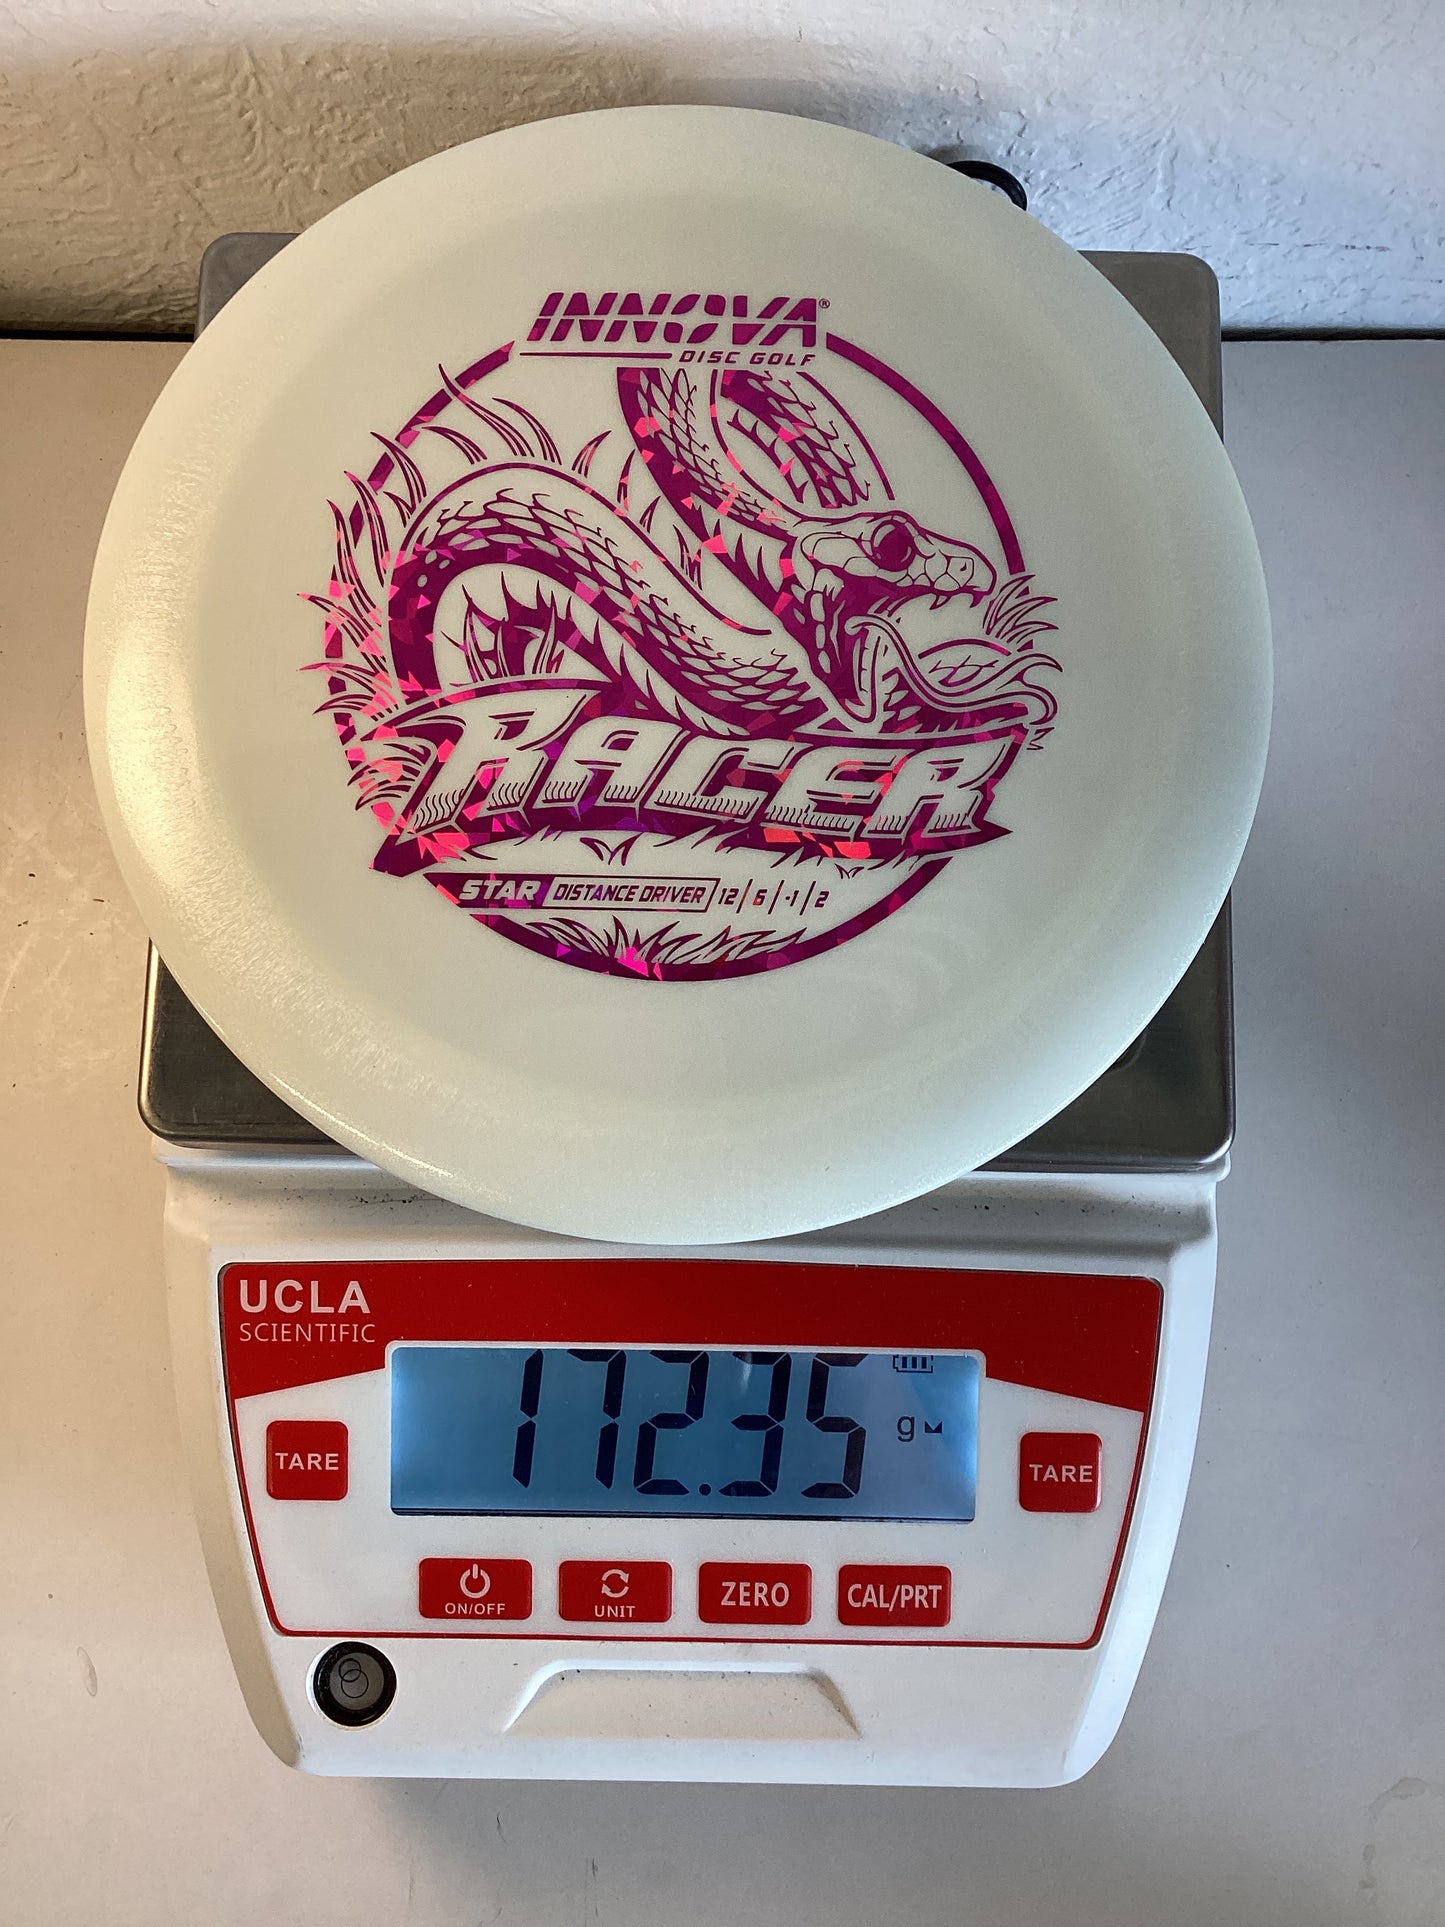 INNOVA®
DISC GOLF
RACER™
STAR DISTANCE DRIVER 12 | 6 | -1 | 2
UCLA
SCIENTIFIC
172.35 g
TARE
TARE
ON/OFF
UNIT
ZERO
CAL/PRT